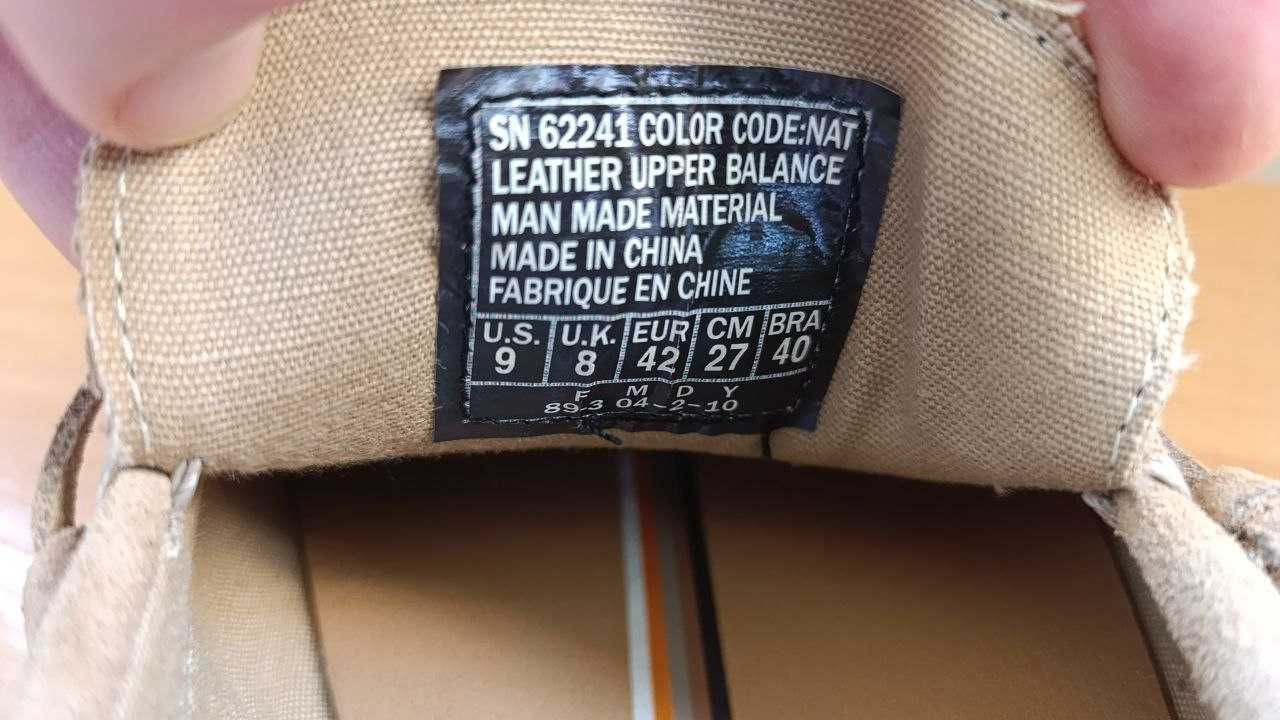 SN 62241 COLOR CODE:NAT
LEATHER UPPER BALANCE
MAN MADE MATERIAL
MADE IN CHINA
FABRIQUE EN CHINE
U.S. U.K. EUR CM BRA
9 8 42 27 40
F M D Y
89-3 04-2-10